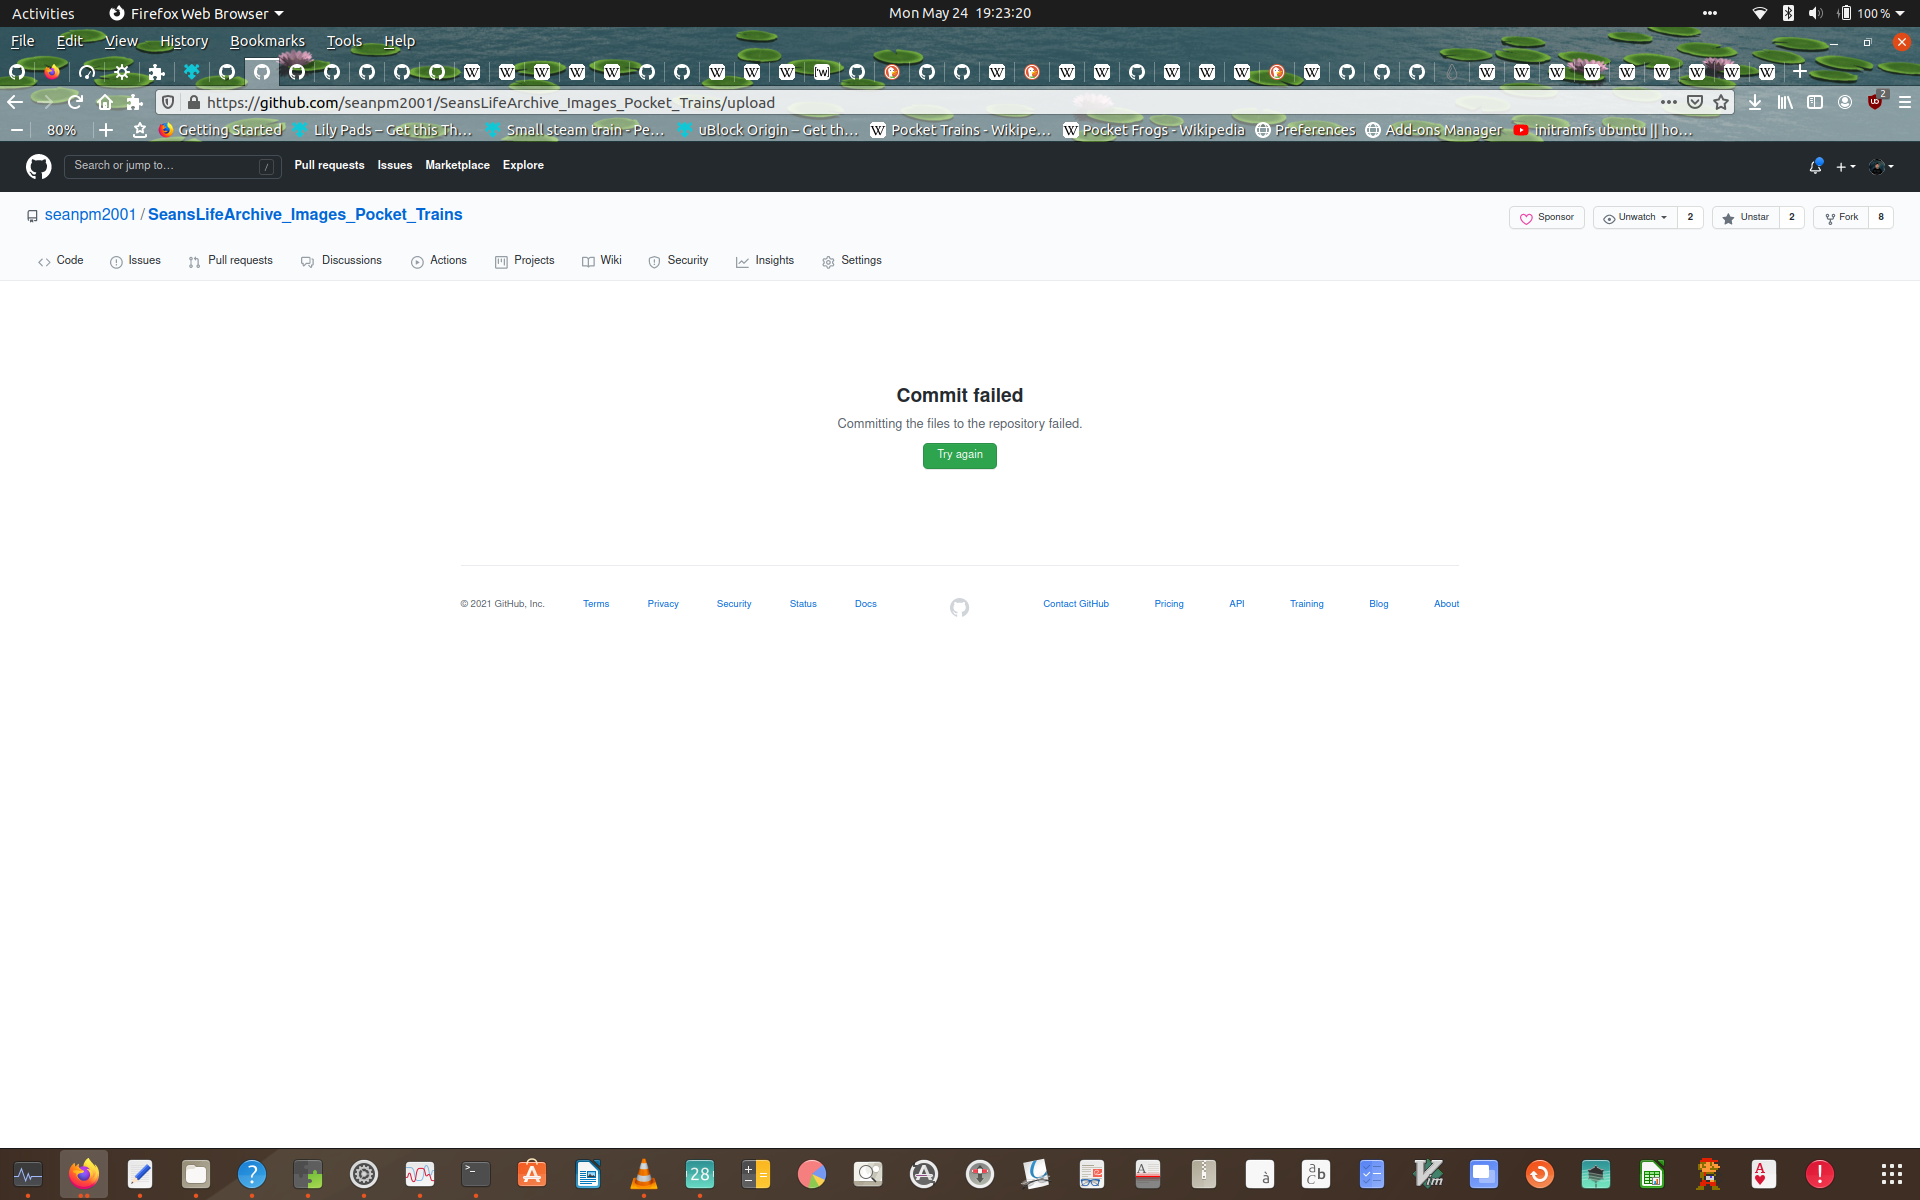 Activities Firefox Web Browser Mon May 24 19:23:20 100 %
File Edit View History Bookmarks Tools Help
https://github.com/seanpm2001/SeansLifeArchive_Images_Pocket_Trains/upload 2
80% Getting Started Lily Pads – Get this Th… Small steam train - Pe… uBlock Origin – Get th… Pocket Trains - Wikipe… Pocket Frogs - Wikipedia Preferences Add-ons Manager initramfs ubuntu || ho…
Search or jump to… / Pull requests Issues Marketplace Explore
seanpm2001 / SeansLifeArchive_Images_Pocket_Trains Sponsor Unwatch 2 Unstar 2 Fork 8
Code Issues Pull requests Discussions Actions Projects Wiki Security Insights Settings
Commit failed
Committing the files to the repository failed.
Try again
© 2021 GitHub, Inc. Terms Privacy Security Status Docs Contact GitHub Pricing API Training Blog About
28